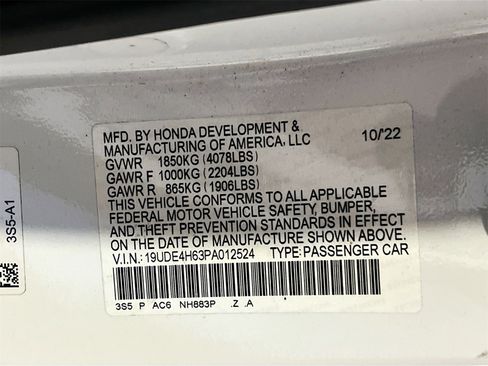 MFD. BY HONDA DEVELOPMENT &
MANUFACTURING OF AMERICA, LLC 10/22
GVWR 1850KG (4078LBS)
GAWR F 1000KG (2204LBS)
GAWR R 865KG (1906LBS)
THIS VEHICLE CONFORMS TO ALL APPLICABLE
FEDERAL MOTOR VEHICLE SAFETY, BUMPER,
AND THEFT PREVENTION STANDARDS IN EFFECT
ON THE DATE OF MANUFACTURE SHOWN ABOVE.
V.I.N.: 19UDE4H63PA012524 TYPE:PASSENGER CAR
3S5 P AC6 NH883P .Z .A
3S5-A1